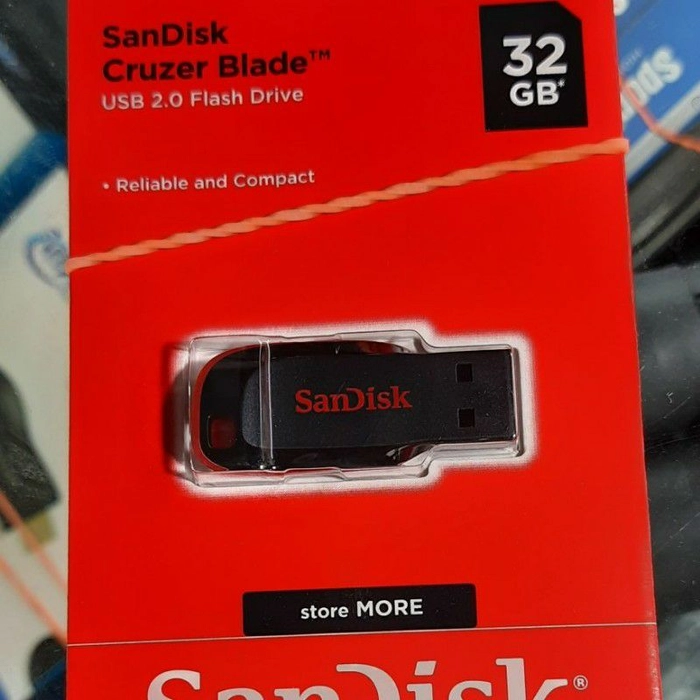 SanDisk
Cruzer Blade™
USB 2.0 Flash Drive
32
GB*
• Reliable and Compact
SanDisk
store MORE
SanDisk®